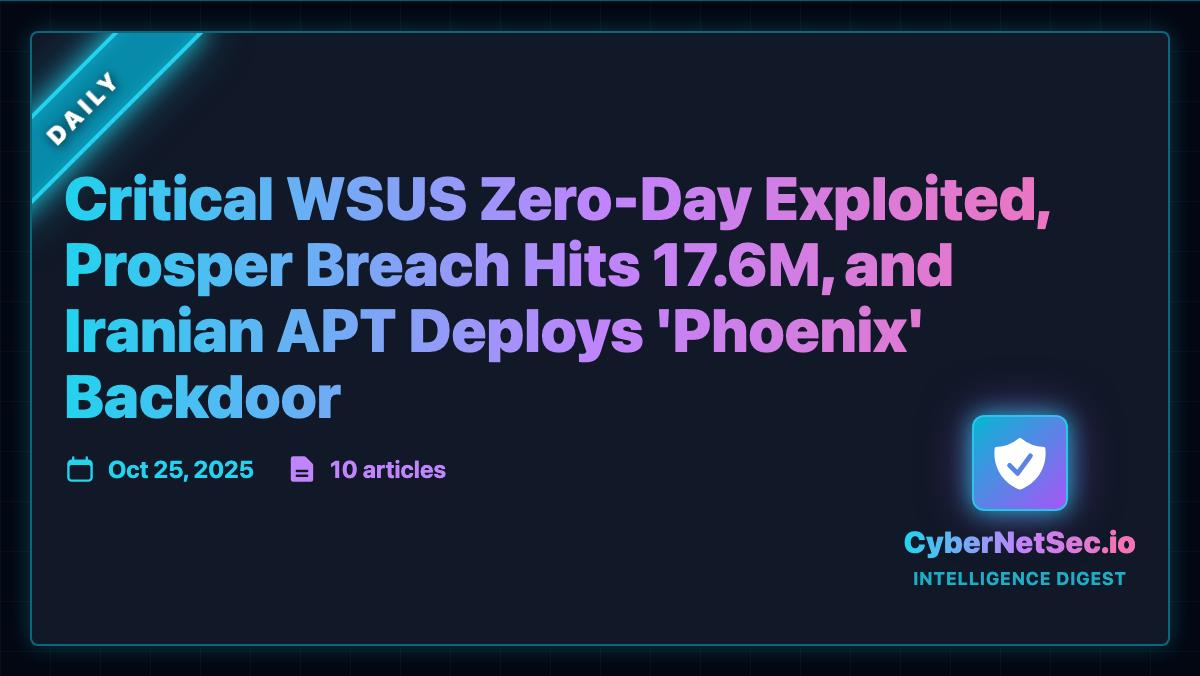 DAILY
Critical WSUS Zero-Day Exploited,
Prosper Breach Hits 17.6M, and
Iranian APT Deploys 'Phoenix'
Backdoor
Oct 25, 2025
10 articles
CyberNetSec.io
INTELLIGENCE DIGEST